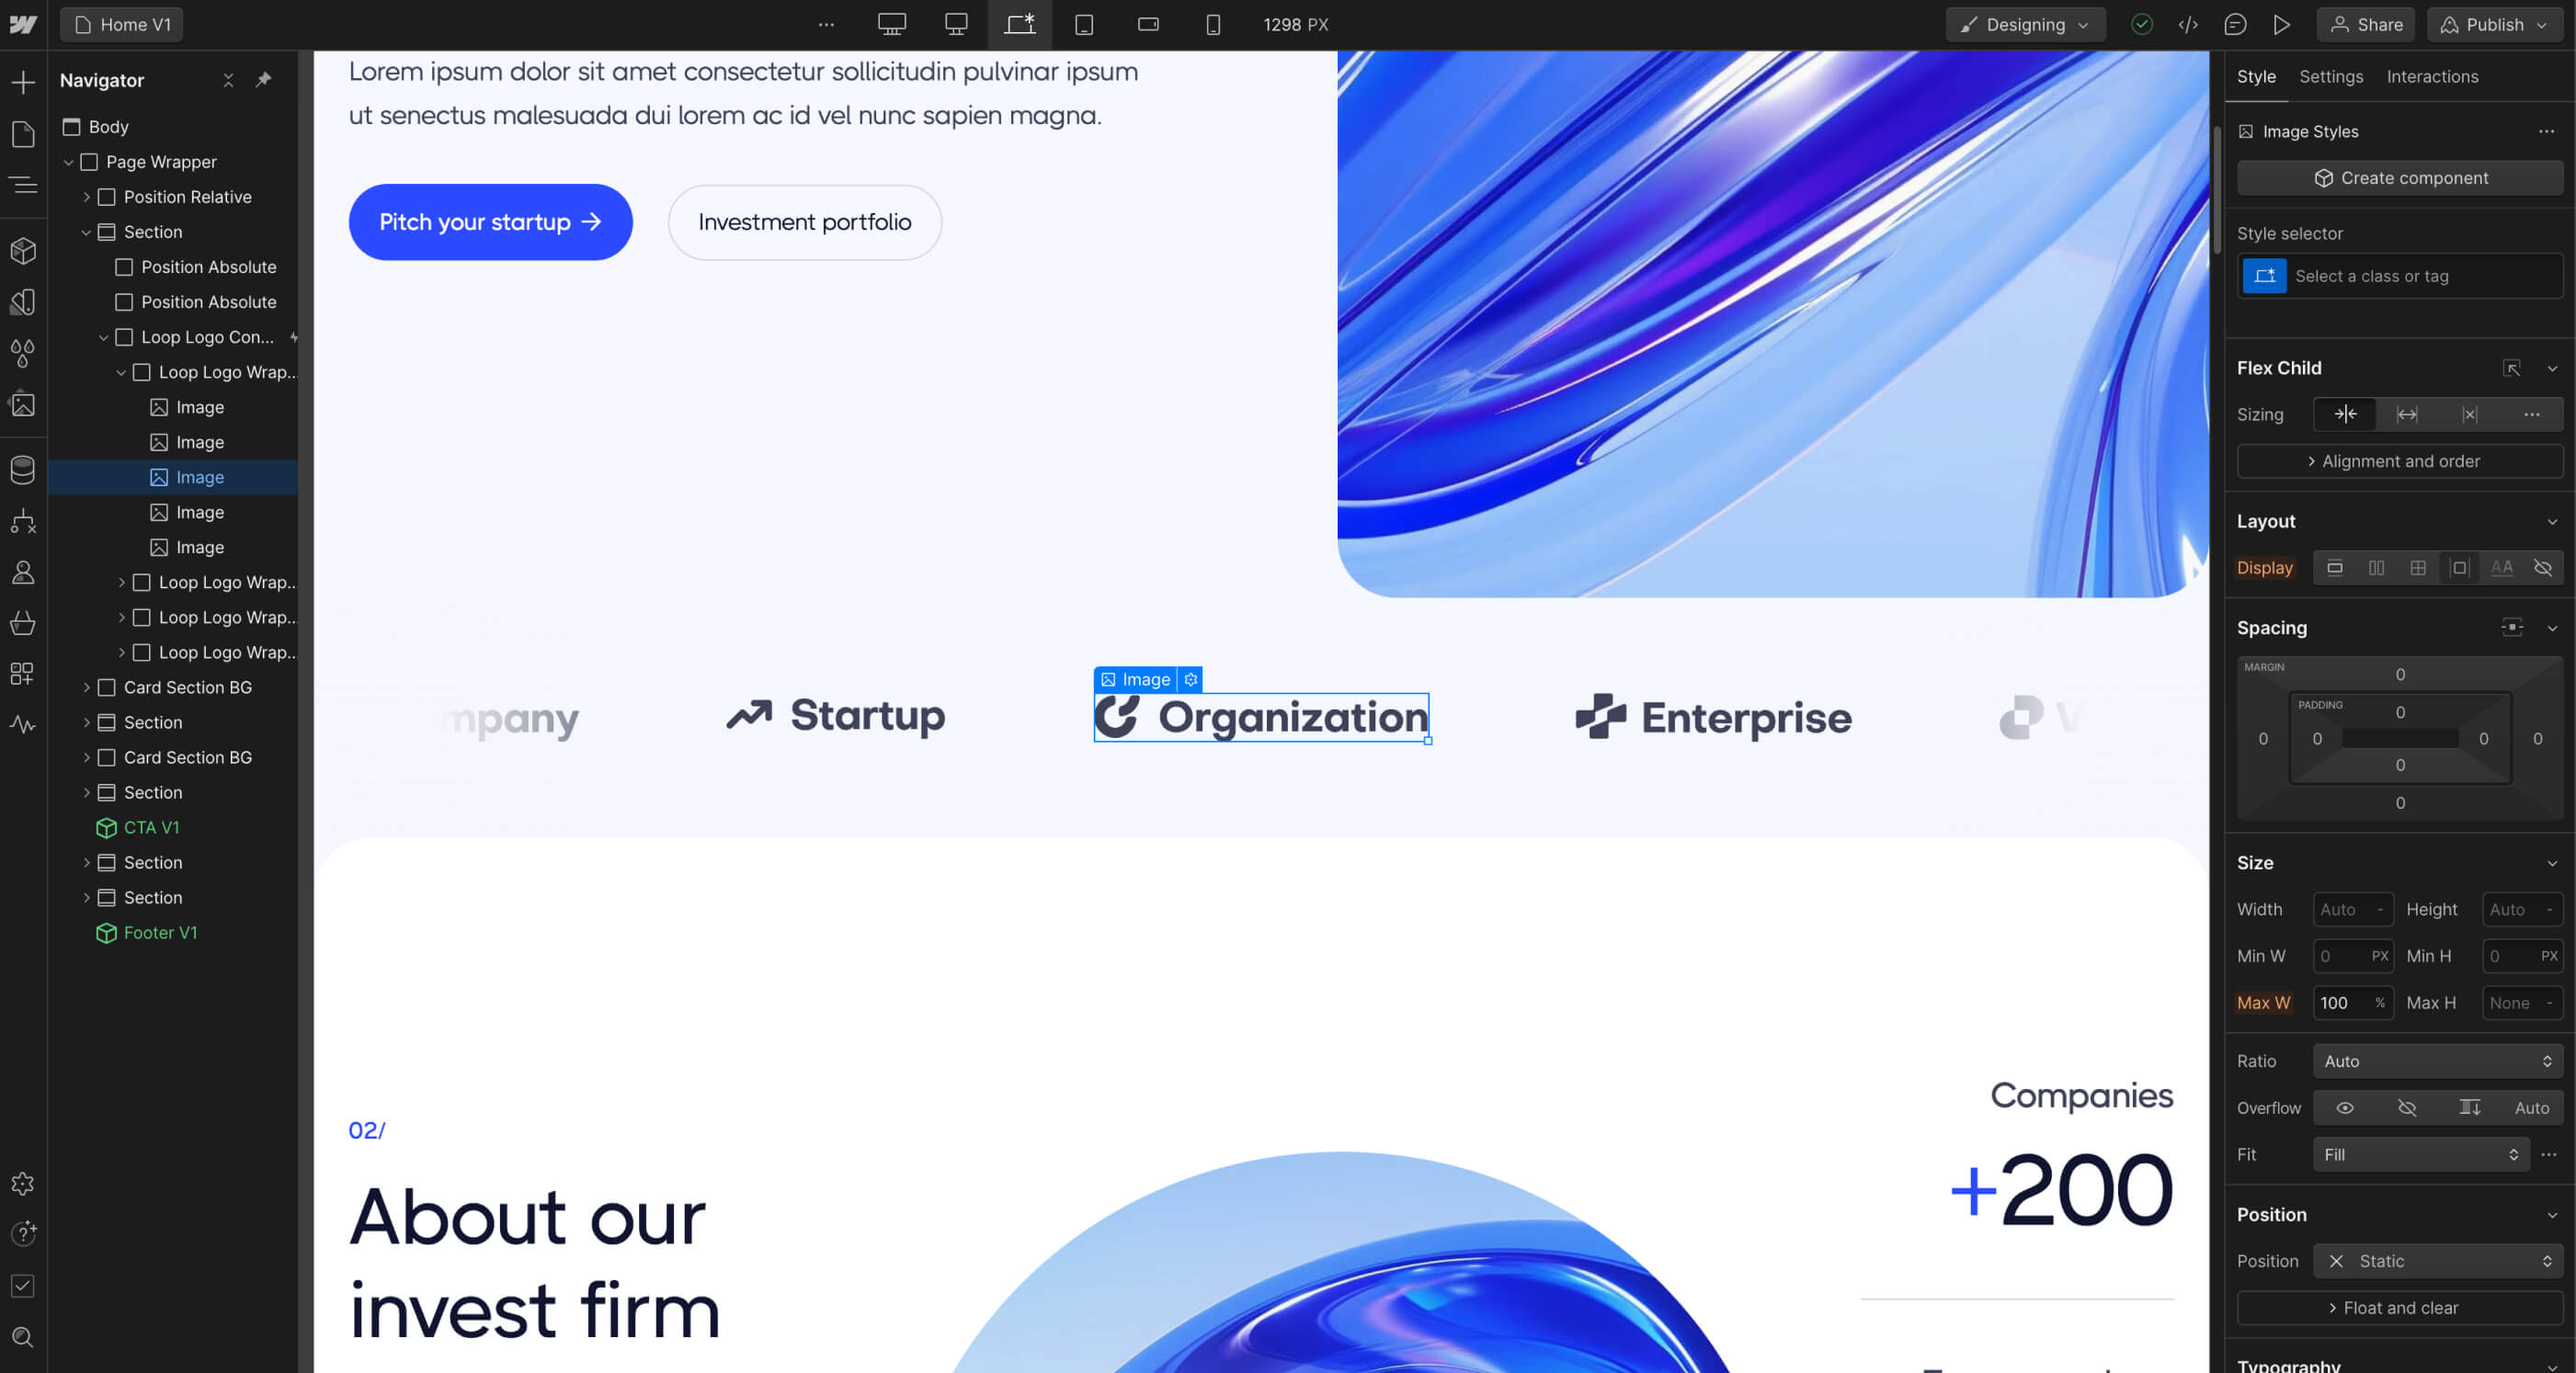 Home V1
1298 PX
Designing
Share
Publish
Navigator
Body
Page Wrapper
Position Relative
Section
Position Absolute
Position Absolute
Loop Logo Con...
Loop Logo Wrap...
Image
Image
Image
Image
Image
Loop Logo Wrap...
Loop Logo Wrap...
Loop Logo Wrap...
Card Section BG
Section
Card Section BG
Section
CTA V1
Section
Section
Footer V1
Lorem ipsum dolor sit amet consectetur sollicitudin pulvinar ipsum
ut senectus malesuada dui lorem ac id vel nunc sapien magna.
Pitch your startup →
Investment portfolio
Image
mpany
Startup
Organization
Enterprise
02/
About our
invest firm
Companies
+200
Style Settings Interactions
Image Styles
Create component
Style selector
Select a class or tag
Flex Child
Sizing
Alignment and order
Layout
Display
AA
Spacing
MARGIN
0
PADDING
0
0 0 0 0
0
0
Size
Width Auto - Height Auto -
Min W 0 PX Min H 0 PX
Max W 100 % Max H None -
Ratio Auto
Overflow Auto
Fit Fill
Position
Position Static
Float and clear
Typography